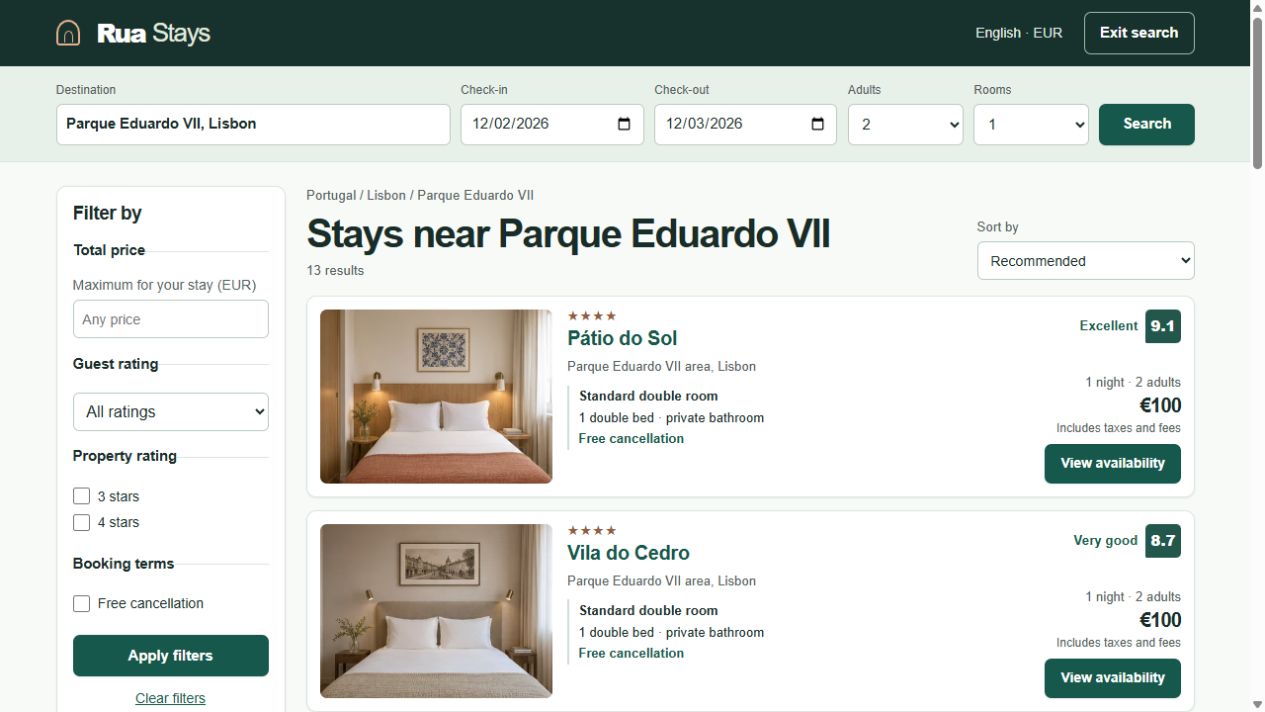 Rua Stays
English · EUR
Exit search
Destination
Check-in
Check-out
Adults
Rooms
Parque Eduardo VII, Lisbon
12/02/2026
12/03/2026
2
1
Search
Filter by
Total price
Maximum for your stay (EUR)
Any price
Guest rating
All ratings
Property rating
3 stars
4 stars
Booking terms
Free cancellation
Apply filters
Clear filters
Portugal / Lisbon / Parque Eduardo VII
Stays near Parque Eduardo VII
13 results
Sort by
Recommended
★★★★
Pátio do Sol
Parque Eduardo VII area, Lisbon
Standard double room
1 double bed · private bathroom
Free cancellation
Excellent 9.1
1 night · 2 adults
€100
Includes taxes and fees
View availability
★★★★
Vila do Cedro
Parque Eduardo VII area, Lisbon
Standard double room
1 double bed · private bathroom
Free cancellation
Very good 8.7
1 night · 2 adults
€100
Includes taxes and fees
View availability